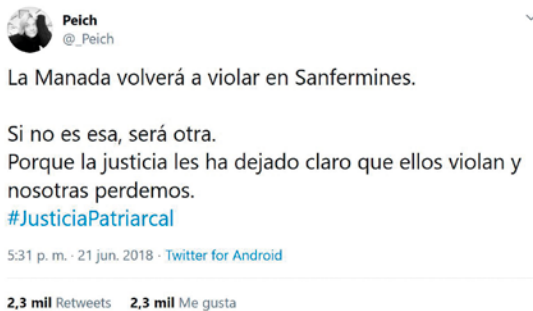 Peich
@_Peich
La Manada volverá a violar en Sanfermines.
Si no es esa, será otra.
Porque la justicia les ha dejado claro que ellos violan y
nosotras perdemos.
#JusticiaPatriarcal
5:31 p. m. · 21 jun. 2018 · Twitter for Android
2,3 mil Retweets 2,3 mil Me gusta